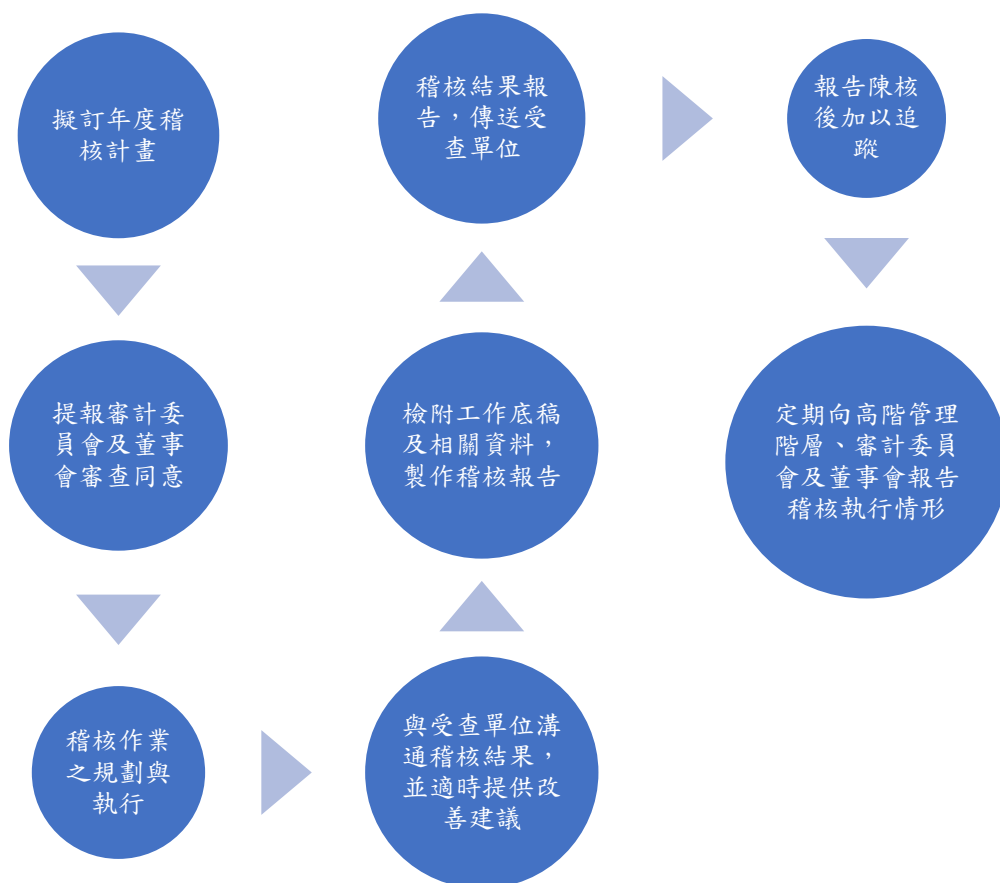 擬訂年度稽
核計畫
提報審計委
員會及董事
會審查同意
稽核作業
之規劃與
執行
與受查單位溝
通稽核結果，
並適時提供改
善建議
檢附工作底稿
及相關資料，
製作稽核報告
稽核結果報
告，傳送受
查單位
報告陳核
後加以追
蹤
定期向高階管理
階層、審計委員
會及董事會報告
稽核執行情形